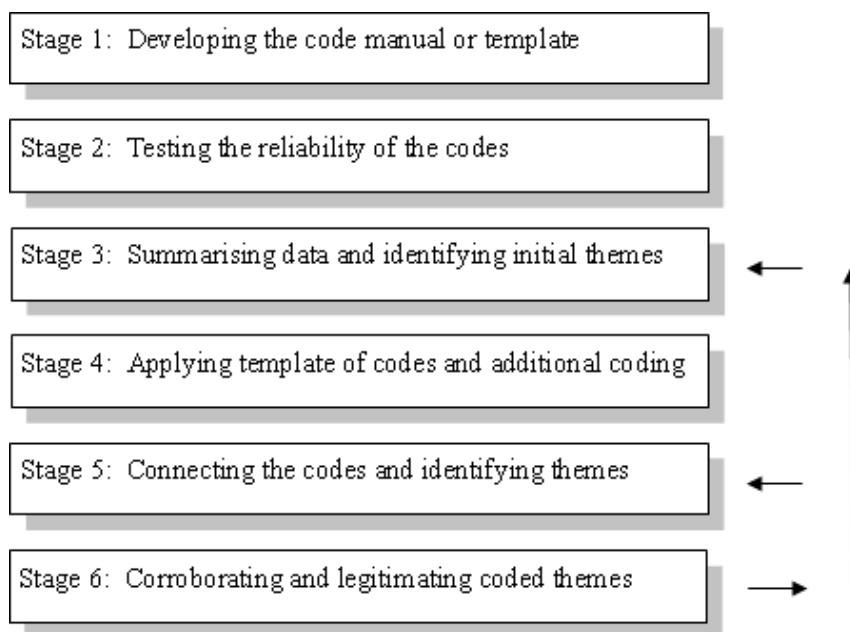 Stage 1: Developing the code manual or template
Stage 2: Testing the reliability of the codes
Stage 3: Summarising data and identifying initial themes
Stage 4: Applying template of codes and additional coding
Stage 5: Connecting the codes and identifying themes
Stage 6: Corroborating and legitimating coded themes